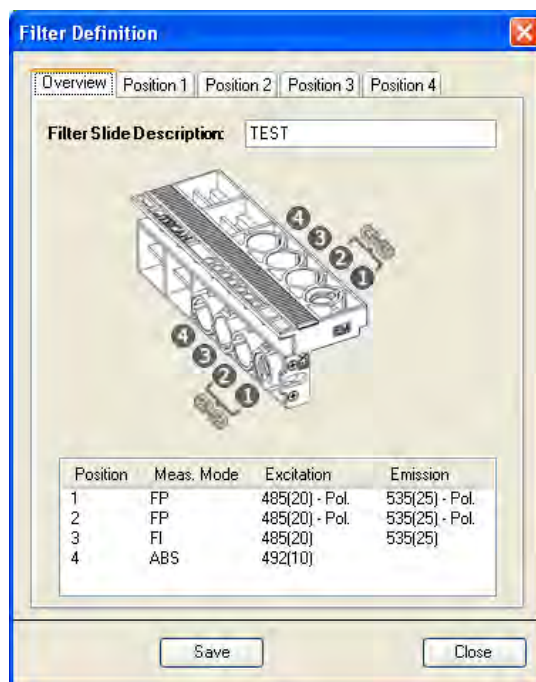 Filter Definition
Overview Position 1 Position 2 Position 3 Position 4
Filter Slide Description: TEST
4
3
2
1
4
3
2
1
Position Meas. Mode Excitation Emission
1 FP 485(20) - Pol. 535(25) - Pol.
2 FP 485(20) - Pol. 535(25) - Pol.
3 FI 485(20) 535(25)
4 ABS 492(10)
Save Close